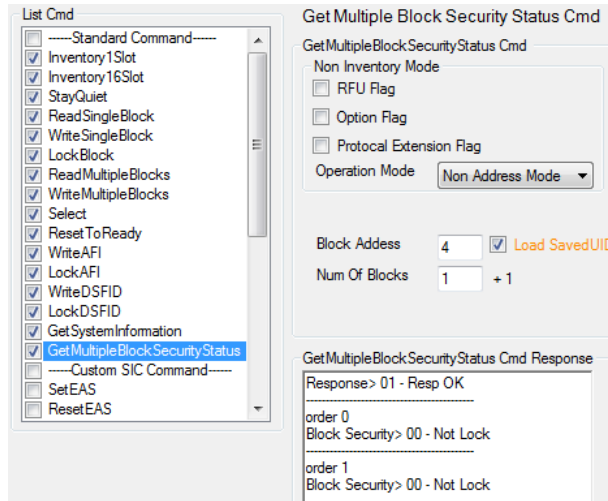 List Cmd
------Standard Command------
Inventory1Slot
Inventory16Slot
StayQuiet
ReadSingleBlock
WriteSingleBlock
LockBlock
ReadMultipleBlocks
WriteMultipleBlocks
Select
ResetToReady
WriteAFI
LockAFI
WriteDSFID
LockDSFID
GetSystemInformation
GetMultipleBlockSecurityStatus
------Custom SIC Command------
SetEAS
ResetEAS
Get Multiple Block Security Status Cmd
GetMultipleBlockSecurityStatus Cmd
Non Inventory Mode
RFU Flag
Option Flag
Protocal Extension Flag
Operation Mode Non Address Mode
Block Addess 4 Load SavedUID
Num Of Blocks 1 + 1
GetMultipleBlockSecurityStatus Cmd Response
Response> 01 - Resp OK
------------------------------------------
order 0
Block Security> 00 - Not Lock
------------------------------------------
order 1
Block Security> 00 - Not Lock